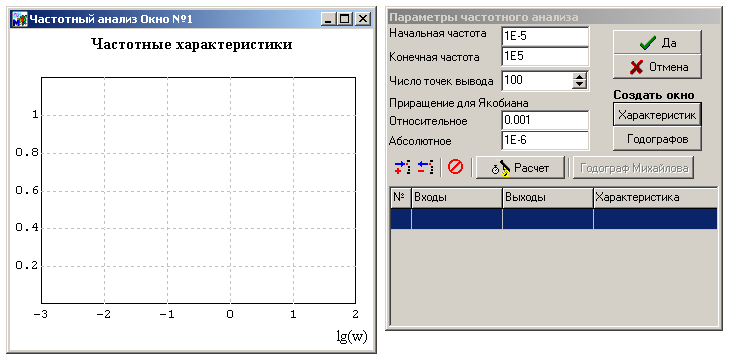 Частотный анализ Окно №1
Частотные характеристики
1
0.8
0.6
0.4
0.2
-3 -2 -1 0 1 2
lg(w)
Параметры частотного анализа
Начальная частота 1E-5
Конечная частота 1E5
Число точек вывода 100
Приращение для Якобиана
Относительное 0.001
Абсолютное 1E-6
Да
Отмена
Создать окно
Характеристик
Годографов
Расчет
Годограф Михайлова
№ Входы Выходы Характеристика